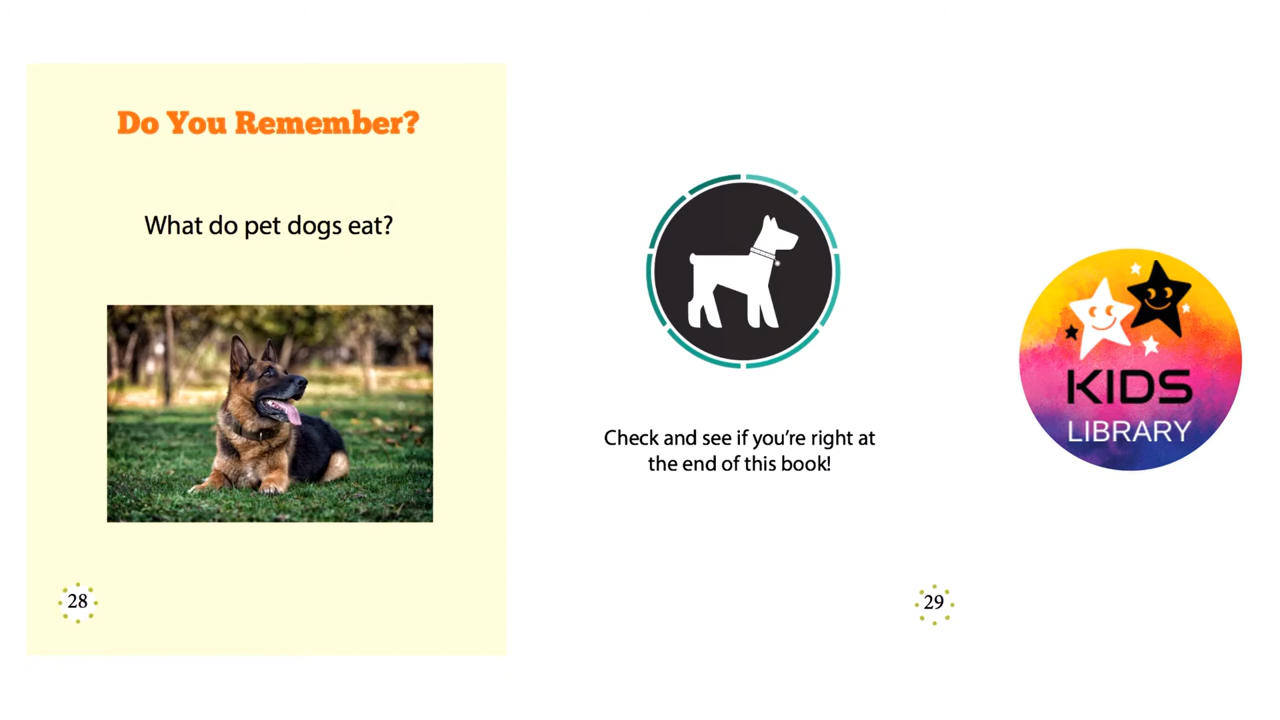 Do You Remember?
What do pet dogs eat?
28
Check and see if you’re right at
the end of this book!
29
KIDS
LIBRARY